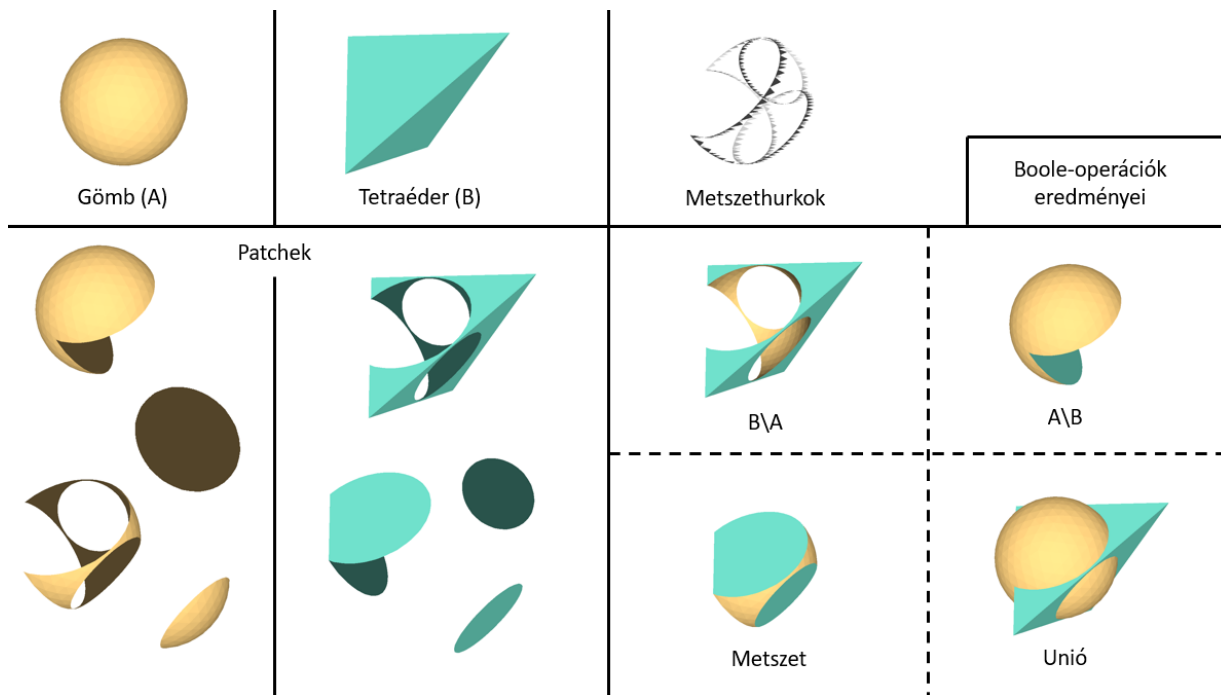 Gömb (A)
Tetraéder (B)
Metszethurkok
Boole-operációk
eredményei
Patchek
B\A
A\B
Metszet
Unió